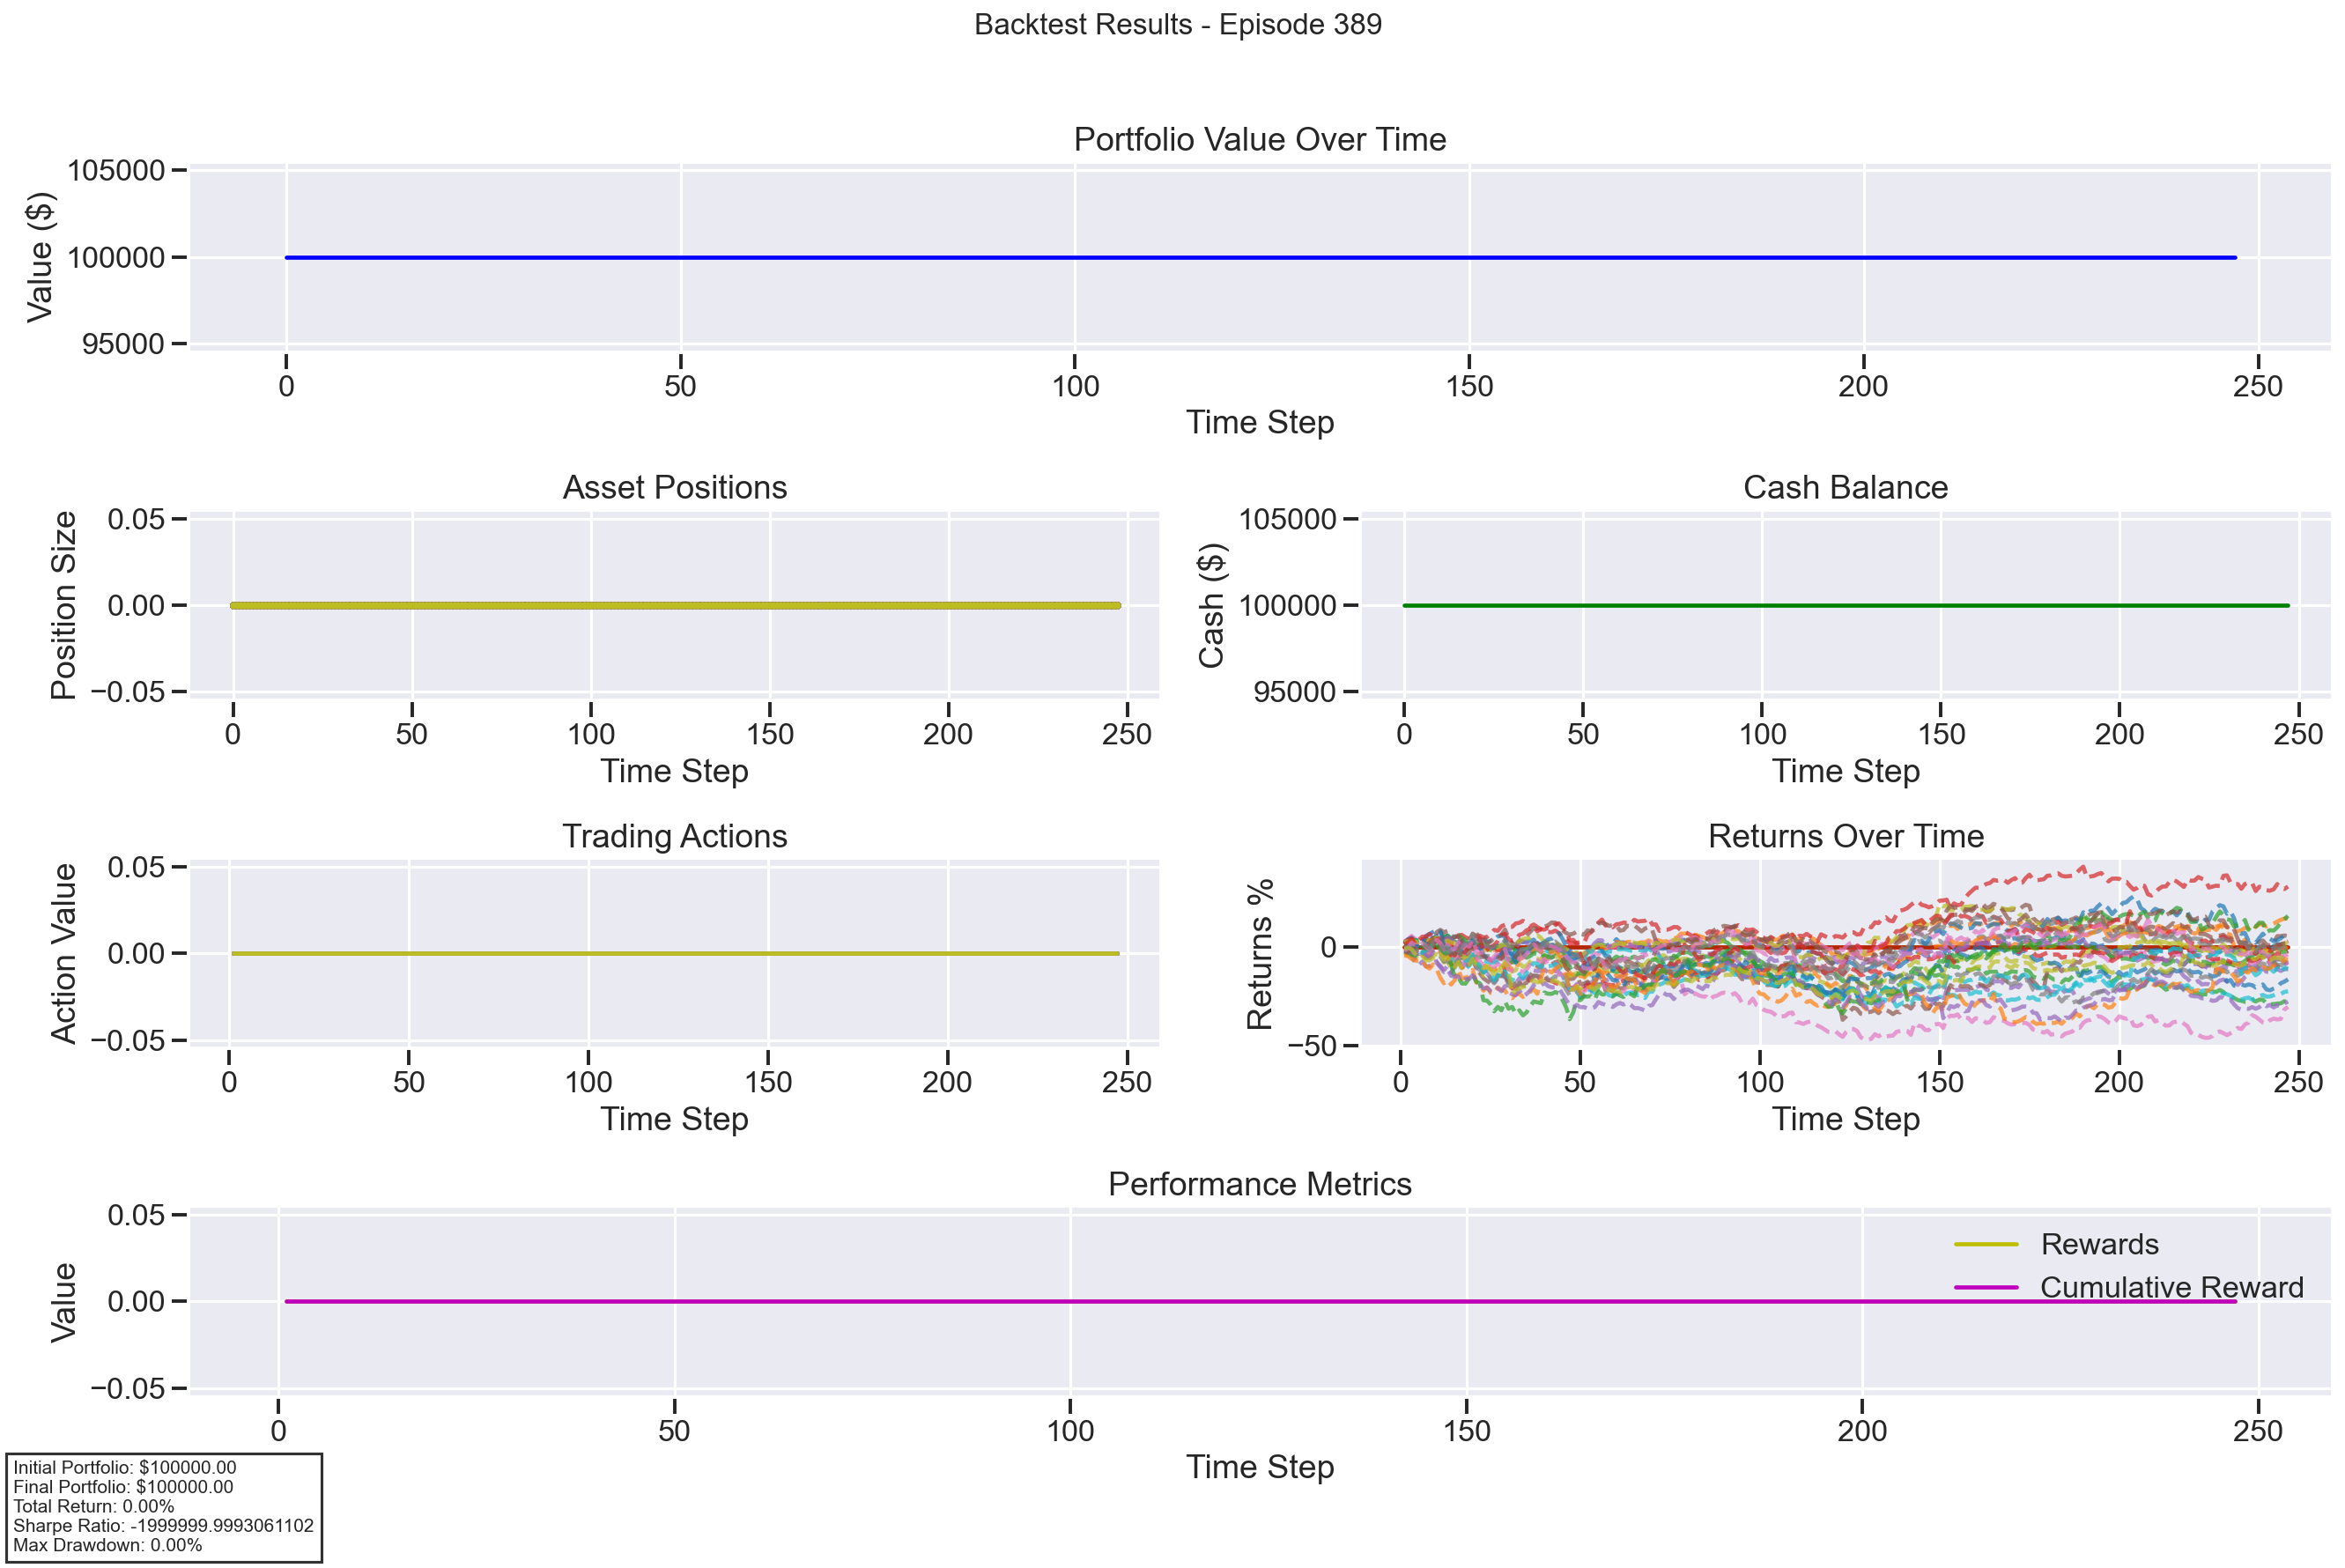 Backtest Results - Episode 389
Portfolio Value Over Time
Value ($)
105000
100000
95000
0 50 100 150 200 250
Time Step
Asset Positions
Position Size
0.05
0.00
−0.05
0 50 100 150 200 250
Time Step
Cash Balance
Cash ($)
105000
100000
95000
0 50 100 150 200 250
Time Step
Trading Actions
Action Value
0.05
0.00
−0.05
0 50 100 150 200 250
Time Step
Returns Over Time
Returns %
0
−50
0 50 100 150 200 250
Time Step
Performance Metrics
Value
0.05
0.00
−0.05
Rewards
Cumulative Reward
0 50 100 150 200 250
Time Step
Initial Portfolio: $100000.00
Final Portfolio: $100000.00
Total Return: 0.00%
Sharpe Ratio: -1999999.9993061102
Max Drawdown: 0.00%